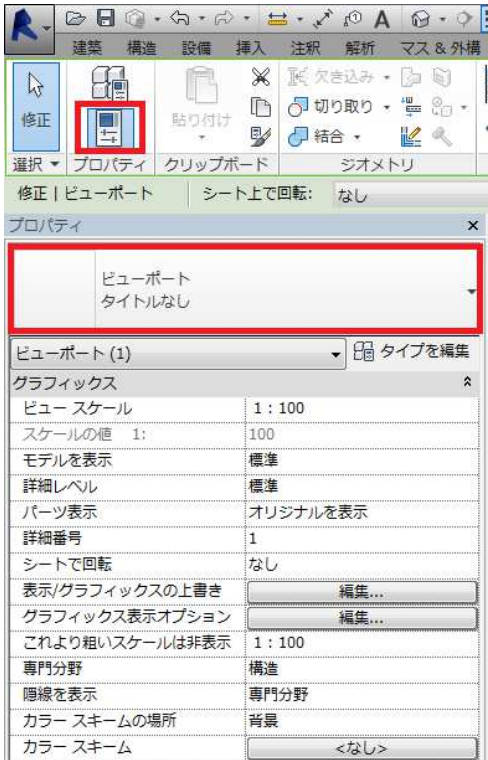 A
建築 構造 設備 挿入 注釈 解析 マス & 外構
修正 貼り付け 欠き込み
切り取り
結合
選択 プロパティ クリップボード ジオメトリ
修正 | ビューポート シート上で回転: なし
プロパティ ×
ビューポート
タイトルなし
ビューポート (1) タイプを編集
グラフィックス
ビュー スケール 1 : 100
スケールの値 1: 100
モデルを表示 標準
詳細レベル 標準
パーツ表示 オリジナルを表示
詳細番号 1
シートで回転 なし
表示/グラフィックスの上書き 編集...
グラフィックス表示オプション 編集...
これより粗いスケールは非表示 1 : 100
専門分野 構造
隠線を表示 専門分野
カラー スキームの場所 背景
カラー スキーム <なし>